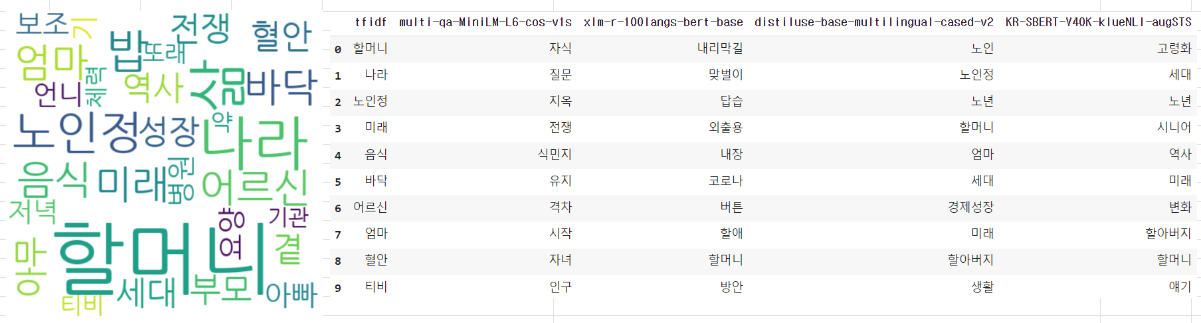 보조 기 전쟁 혈안
엄마 밥 또래
언니 체력 역사 삶 바닥
노인정 성장 약 나라
음식 미래 병원 어르신
저녁 영향 기관
몸 할머니 곁
티비 세대 부모 아빠
tfidf multi-qa-MiniLM-L6-cos-v1s xlm-r-100langs-bert-base distiluse-base-multilingual-cased-v2 KR-SBERT-V40K-klueNLI-augSTS
0 할머니 자식 내리막길 노인 고령화
1 나라 질문 맞벌이 노인정 세대
2 노인정 지옥 답습 노년 노년
3 미래 전쟁 외출용 할머니 시니어
4 음식 식민지 내장 엄마 역사
5 바닥 유지 코로나 세대 미래
6 어르신 격차 버튼 경제성장 변화
7 엄마 시작 할애 미래 할아버지
8 혈안 자녀 할머니 할아버지 할머니
9 티비 인구 방안 생활 얘기